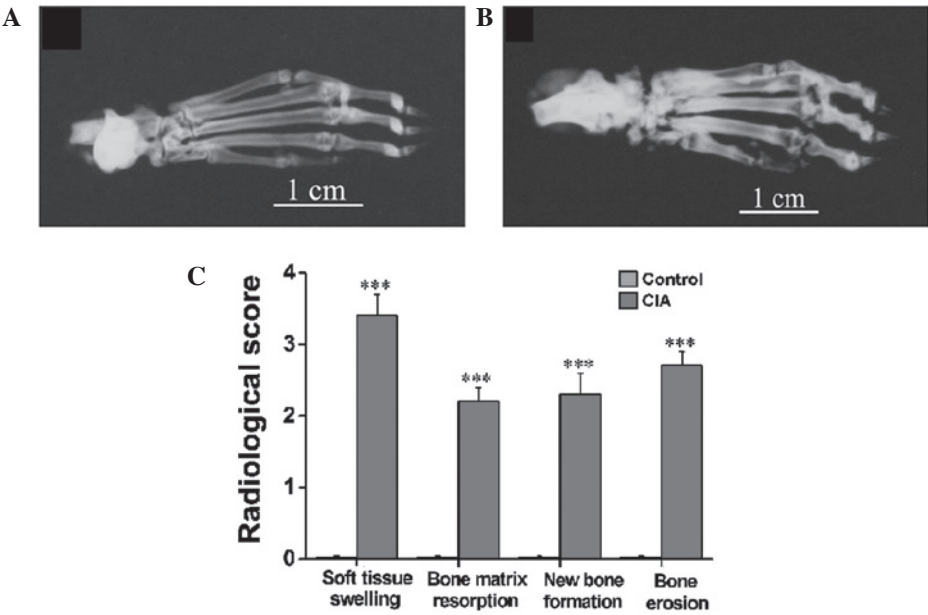 A
B
1 cm
1 cm
C
Radiological score
4
3
2
1
0
***
***
***
***
Control
CIA
Soft tissue
swelling
Bone matrix
resorption
New bone
formation
Bone
erosion